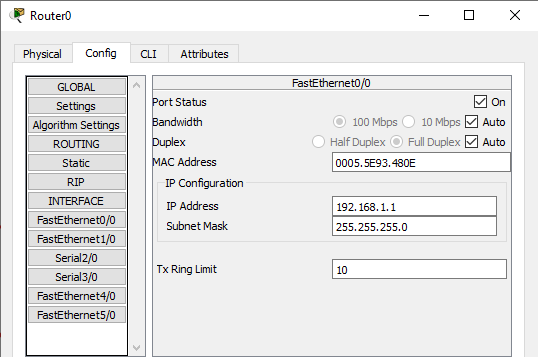 Router0
Physical Config CLI Attributes
GLOBAL
Settings
Algorithm Settings
ROUTING
Static
RIP
INTERFACE
FastEthernet0/0
FastEthernet1/0
Serial2/0
Serial3/0
FastEthernet4/0
FastEthernet5/0
FastEthernet0/0
Port Status On
Bandwidth 100 Mbps 10 Mbps Auto
Duplex Half Duplex Full Duplex Auto
MAC Address 0005.5E93.480E
IP Configuration
IP Address 192.168.1.1
Subnet Mask 255.255.255.0
Tx Ring Limit 10